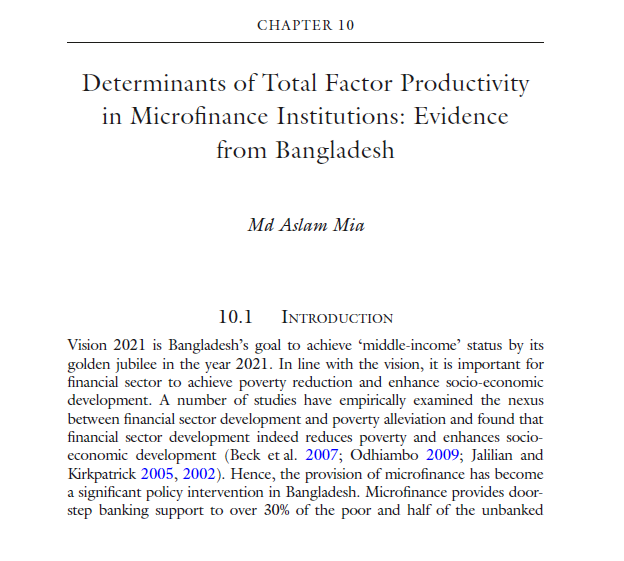 CHAPTER 10
Determinants of Total Factor Productivity
in Microfinance Institutions: Evidence
from Bangladesh
Md Aslam Mia
10.1 INTRODUCTION
Vision 2021 is Bangladesh’s goal to achieve ‘middle-income’ status by its
golden jubilee in the year 2021. In line with the vision, it is important for
financial sector to achieve poverty reduction and enhance socio-economic
development. A number of studies have empirically examined the nexus
between financial sector development and poverty alleviation and found that
financial sector development indeed reduces poverty and enhances socio-
economic development (Beck et al. 2007; Odhiambo 2009; Jalilian and
Kirkpatrick 2005, 2002). Hence, the provision of microfinance has become
a significant policy intervention in Bangladesh. Microfinance provides door-
step banking support to over 30% of the poor and half of the unbanked